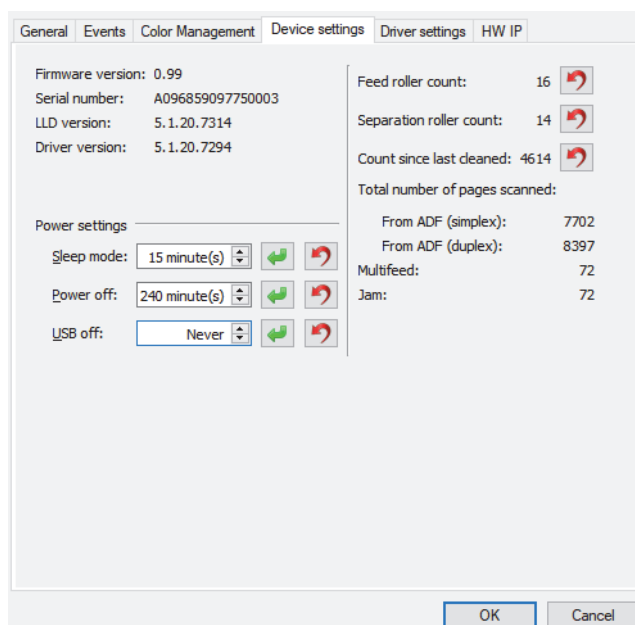 General Events Color Management Device settings Driver settings HW IP
Firmware version: 0.99
Serial number: A096859097750003
LLD version: 5.1.20.7314
Driver version: 5.1.20.7294
Power settings
Sleep mode: 15 minute(s)
Power off: 240 minute(s)
USB off: Never
Feed roller count: 16
Separation roller count: 14
Count since last cleaned: 4614
Total number of pages scanned:
From ADF (simplex): 7702
From ADF (duplex): 8397
Multifeed: 72
Jam: 72
OK Cancel